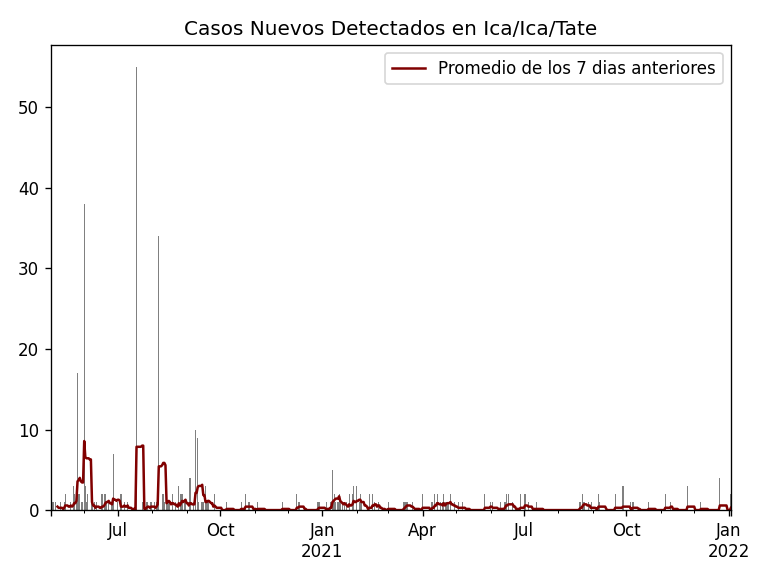 Casos Nuevos Detectados en Ica/Ica/Tate
Promedio de los 7 dias anteriores
50
40
30
20
10
0
Jul Oct Jan Apr Jul Oct Jan
2021 2022